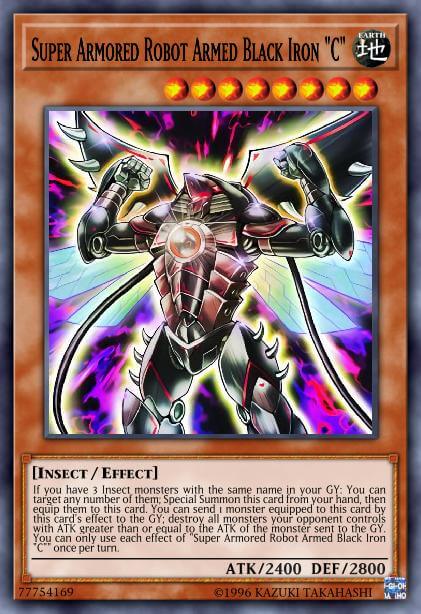 Super Armored Robot Armed Black Iron "C"
EARTH
地
[Insect / Effect]
If you have 3 Insect monsters with the same name in your GY: You can
target any number of them; Special Summon this card from your hand, then
equip them to this card. You can send 1 monster equipped to this card by
this card's effect to the GY; destroy all monsters your opponent controls
with ATK greater than or equal to the ATK of the monster sent to the GY.
You can only use each effect of "Super Armored Robot Armed Black Iron
"C"" once per turn.
ATK/2400 DEF/2800
77754169
©1996 KAZUKI TAKAHASHI